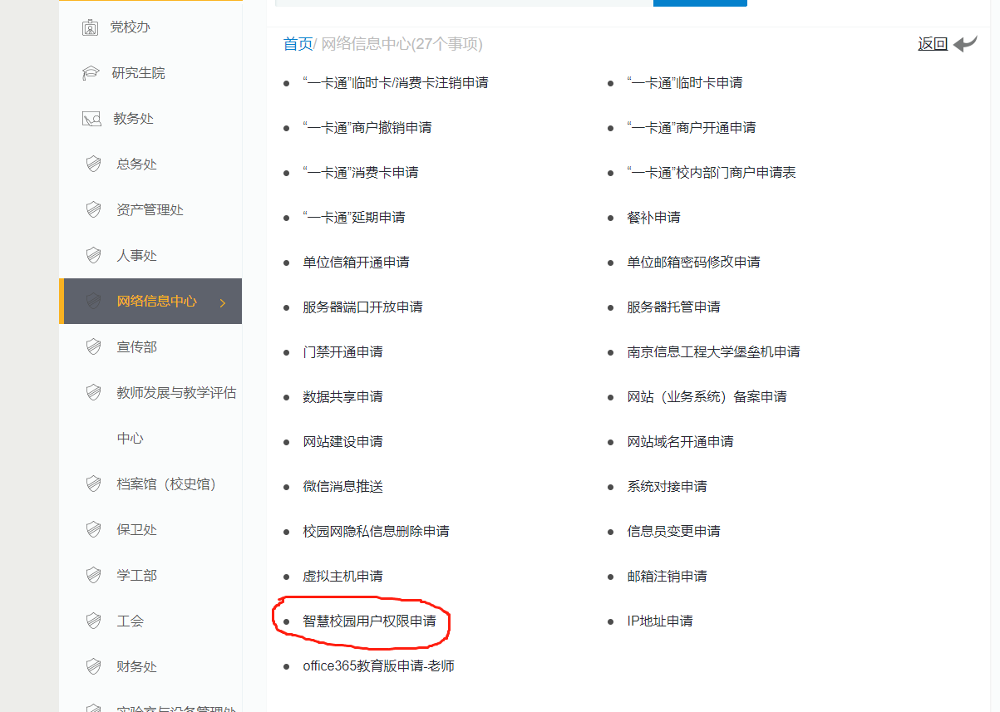 党校办
研究生院
教务处
总务处
资产管理处
人事处
网络信息中心
宣传部
教师发展与教学评估
中心
档案馆（校史馆）
保卫处
学工部
工会
财务处
实验室与设备管理处
首页/ 网络信息中心(27个事项)
返回
“一卡通”临时卡/消费卡注销申请
“一卡通”临时卡申请
“一卡通”商户撤销申请
“一卡通”商户开通申请
“一卡通”消费卡申请
“一卡通”校内部门商户申请表
“一卡通”延期申请
餐补申请
单位信箱开通申请
单位邮箱密码修改申请
服务器端口开放申请
服务器托管申请
门禁开通申请
南京信息工程大学堡垒机申请
数据共享申请
网站（业务系统）备案申请
网站建设申请
网站域名开通申请
微信消息推送
系统对接申请
校园网隐私信息删除申请
信息员变更申请
虚拟主机申请
邮箱注销申请
智慧校园用户权限申请
IP地址申请
office365教育版申请-老师